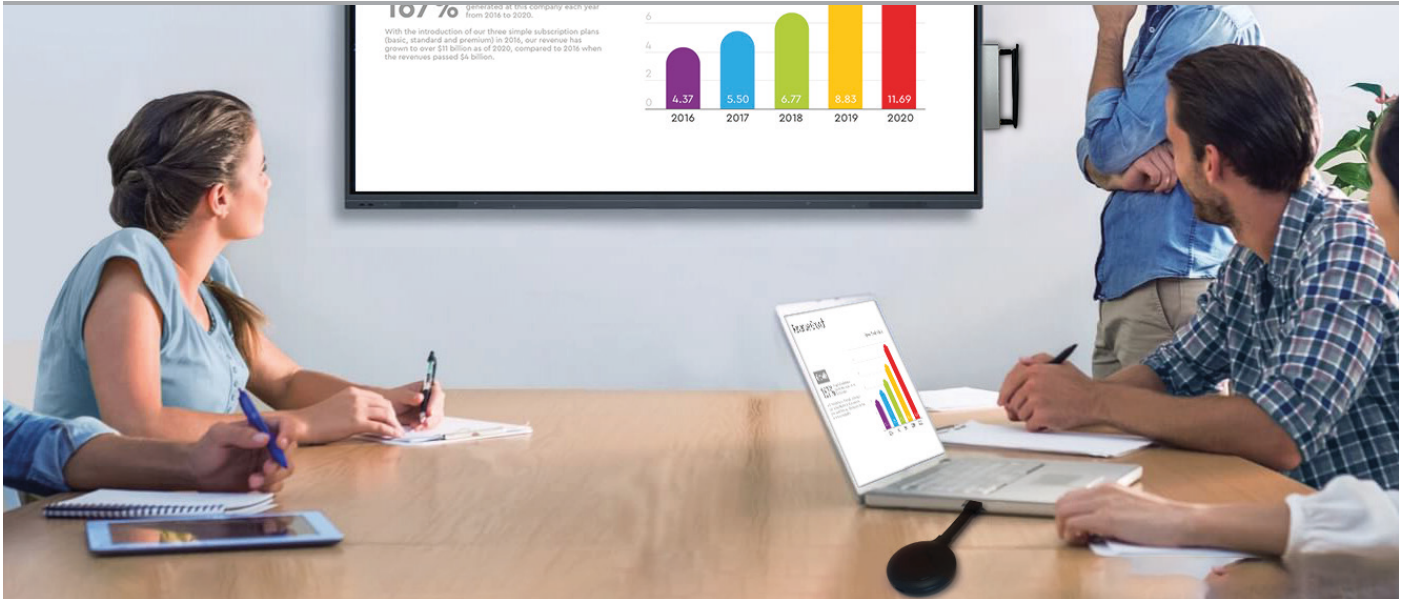 167%
generated at this company each year
from 2016 to 2020.
With the introduction of our three simple subscription plans
(basic, standard and premium) in 2016, our revenue has
grown to over $11 billion as of 2020, compared to 2016 when
the revenues passed $4 billion.
6
4
2
0
4.37
5.50
6.77
8.83
11.69
2016
2017
2018
2019
2020
167%